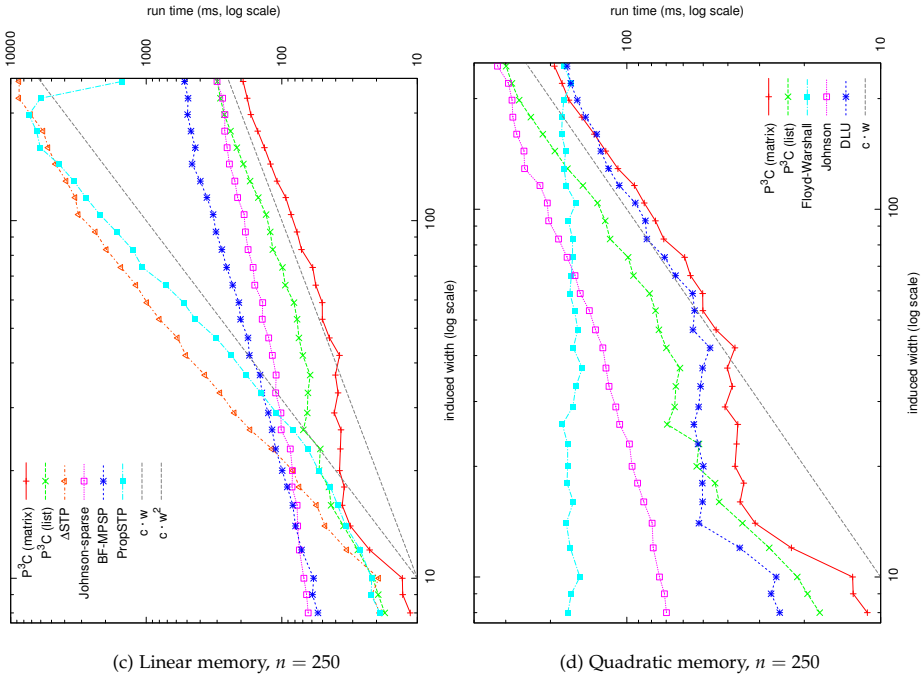 run time (ms, log scale)
10000
1000
100
10
100
10
induced width (log scale)
P³C (matrix)
P³C (list)
ΔSTP
Johnson-sparse
BF-MPSP
PropSTP
c · w
c · w²
(c) Linear memory, n = 250
run time (ms, log scale)
100
10
100
10
induced width (log scale)
P³C (matrix)
P³C (list)
Floyd-Warshall
Johnson
DLU
c · w
(d) Quadratic memory, n = 250